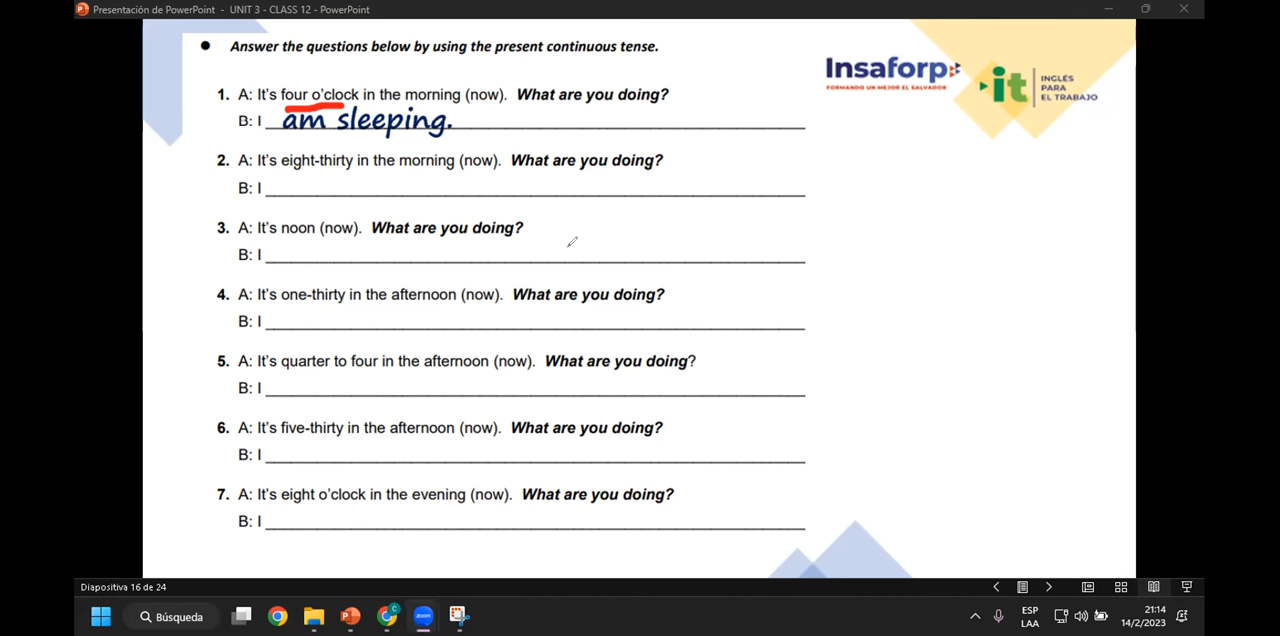 Presentación de PowerPoint - UNIT 3 - CLASS 12 - PowerPoint
● Answer the questions below by using the present continuous tense.
Insaforp
FORMANDO UN MEJOR EL SALVADOR
it
INGLÉS
PARA
EL TRABAJO
1. A: It's four o'clock in the morning (now). What are you doing?
B: I am sleeping.
2. A: It's eight-thirty in the morning (now). What are you doing?
B: I
3. A: It's noon (now). What are you doing?
B: I
4. A: It's one-thirty in the afternoon (now). What are you doing?
B: I
5. A: It's quarter to four in the afternoon (now). What are you doing?
B: I
6. A: It's five-thirty in the afternoon (now). What are you doing?
B: I
7. A: It's eight o'clock in the evening (now). What are you doing?
B: I
Diapositiva 16 de 24
Búsqueda
zoom
ESP
LAA
21:14
14/2/2023